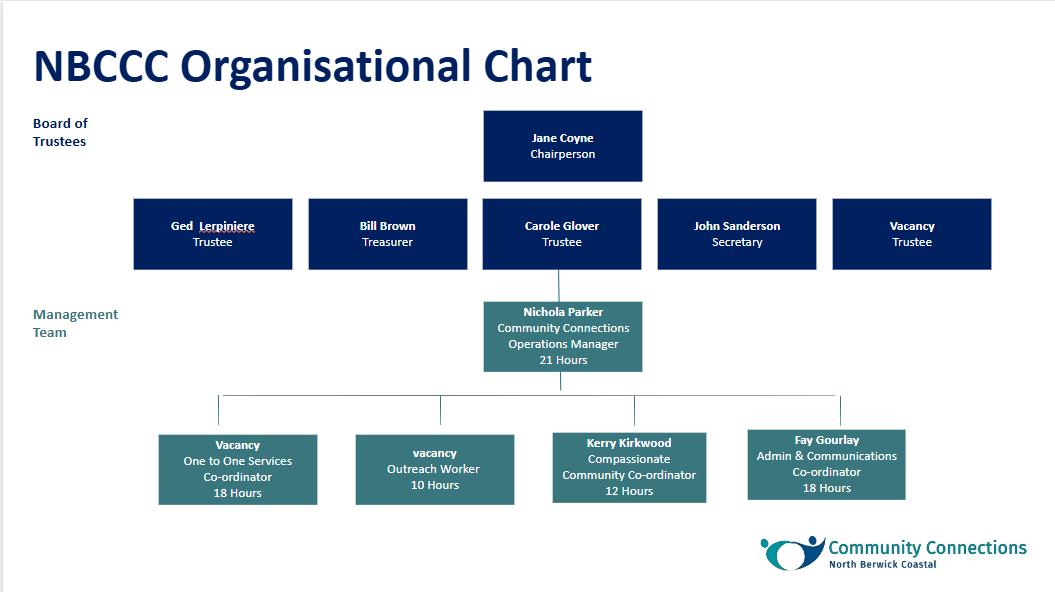 NBCCC Organisational Chart
Board of
Trustees
Jane Coyne
Chairperson
Ged Lerpiniere
Trustee
Bill Brown
Treasurer
Carole Glover
Trustee
John Sanderson
Secretary
Vacancy
Trustee
Management
Team
Nichola Parker
Community Connections
Operations Manager
21 Hours
Vacancy
One to One Services
Co-ordinator
18 Hours
vacancy
Outreach Worker
10 Hours
Kerry Kirkwood
Compassionate
Community Co-ordinator
12 Hours
Fay Gourlay
Admin & Communications
Co-ordinator
18 Hours
Community Connections
North Berwick Coastal